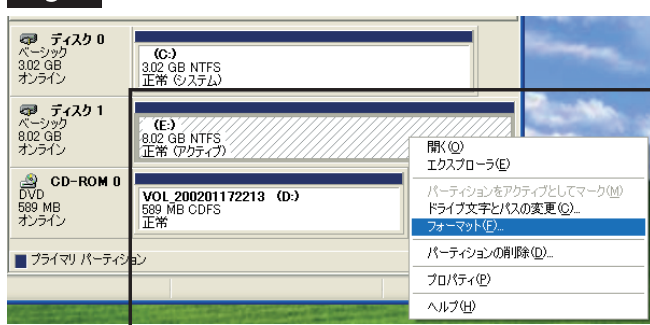 ディスク 0
ベーシック
3.02 GB
オンライン
(C:)
3.02 GB NTFS
正常 (システム)
ディスク 1
ベーシック
8.02 GB
オンライン
(E:)
8.02 GB NTFS
正常 (アクティブ)
CD-ROM 0
DVD
589 MB
オンライン
VOL_200201172213 (D:)
589 MB CDFS
正常
プライマリ パーティション
開く(O)
エクスプローラ(E)
パーティションをアクティブとしてマーク(M)
ドライブ文字とパスの変更(C)...
フォーマット(F)...
パーティションの削除(D)...
プロパティ(P)
ヘルプ(H)